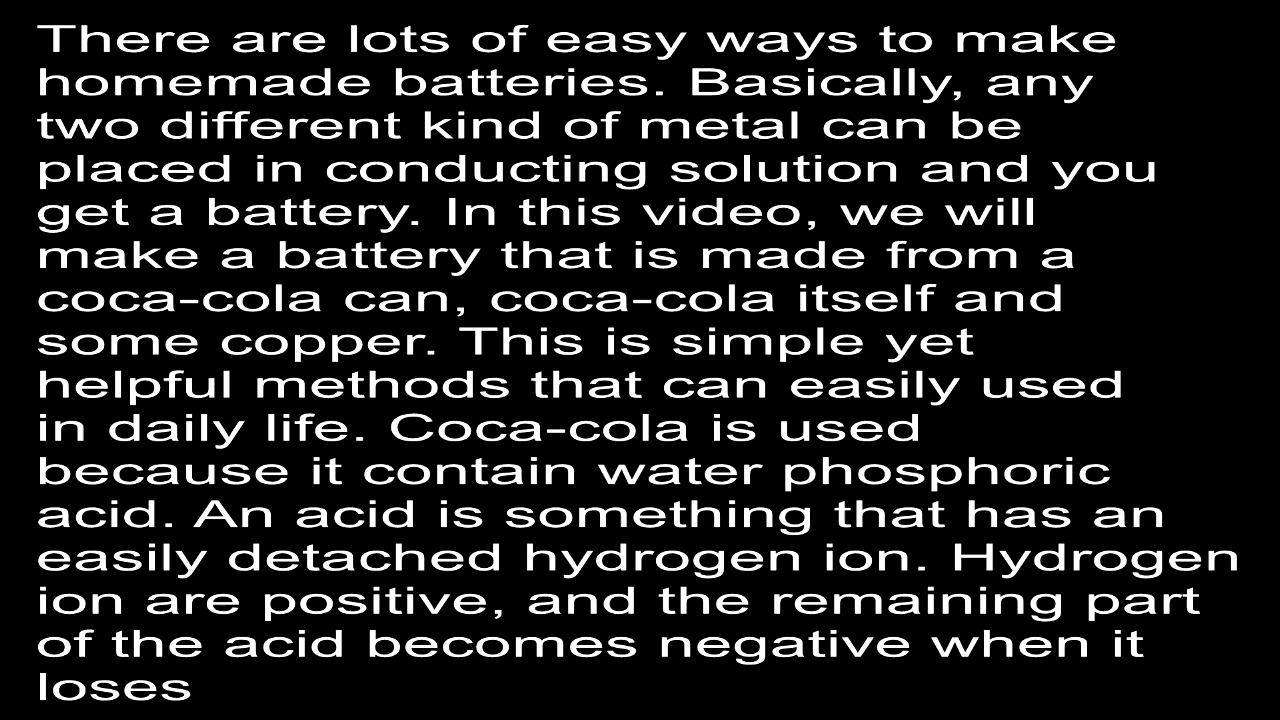 There are lots of easy ways to make
homemade batteries. Basically, any
two different kind of metal can be
placed in conducting solution and you
get a battery. In this video, we will
make a battery that is made from a
coca-cola can, coca-cola itself and
some copper. This is simple yet
helpful methods that can easily used
in daily life. Coca-cola is used
because it contain water phosphoric
acid. An acid is something that has an
easily detached hydrogen ion. Hydrogen
ion are positive, and the remaining part
of the acid becomes negative when it
loses